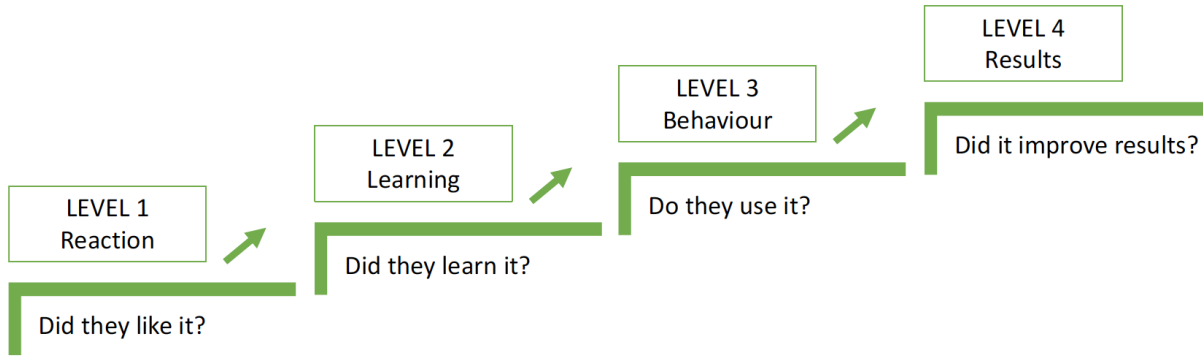 LEVEL 1
Reaction
Did they like it?
LEVEL 2
Learning
Did they learn it?
LEVEL 3
Behaviour
Do they use it?
LEVEL 4
Results
Did it improve results?